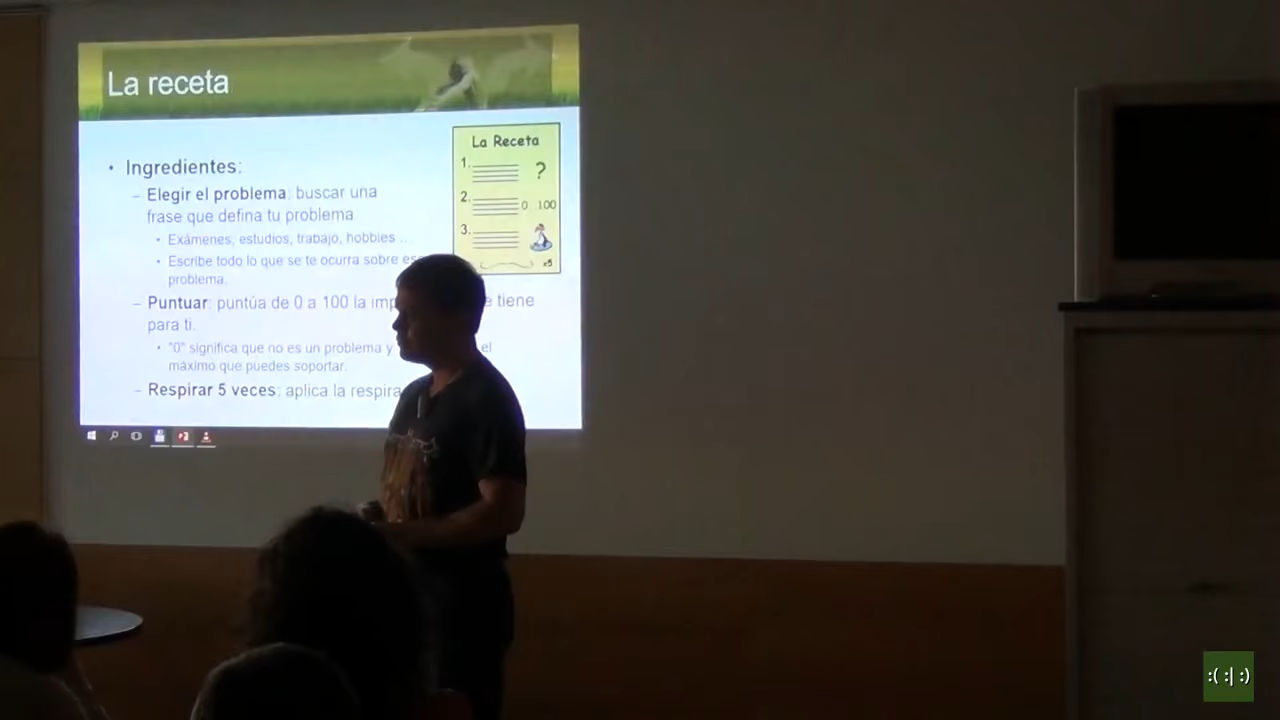 La receta
• Ingredientes:
– Elegir el problema: buscar una
frase que defina tu problema.
• Exámenes, estudios, trabajo, hobbies ...
• Escribe todo lo que se te ocurra sobre
problema.
– Puntuar: puntúa de 0 a 100 la tiene
para ti.
• "0" significa que no es un problema y el
máximo que puedes soportar.
– Respirar 5 veces: aplica la
La Receta
1. ?
2. 0 100
3.
x5
:( :| :)